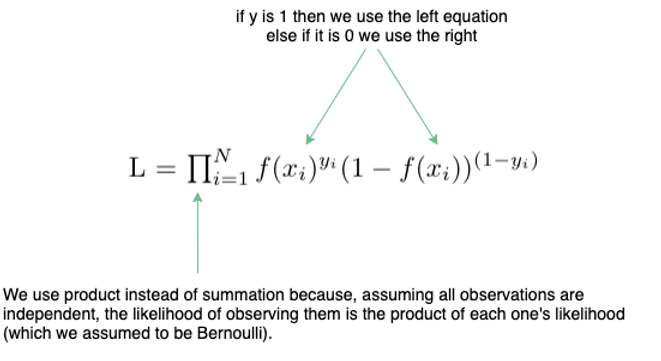 if y is 1 then we use the left equation
else if it is 0 we use the right
L = ∏_{i=1}^{N} f(x_i)^{y_i}(1 − f(x_i))^{(1−y_i)}
We use product instead of summation because, assuming all observations are
independent, the likelihood of observing them is the product of each one's likelihood
(which we assumed to be Bernoulli).